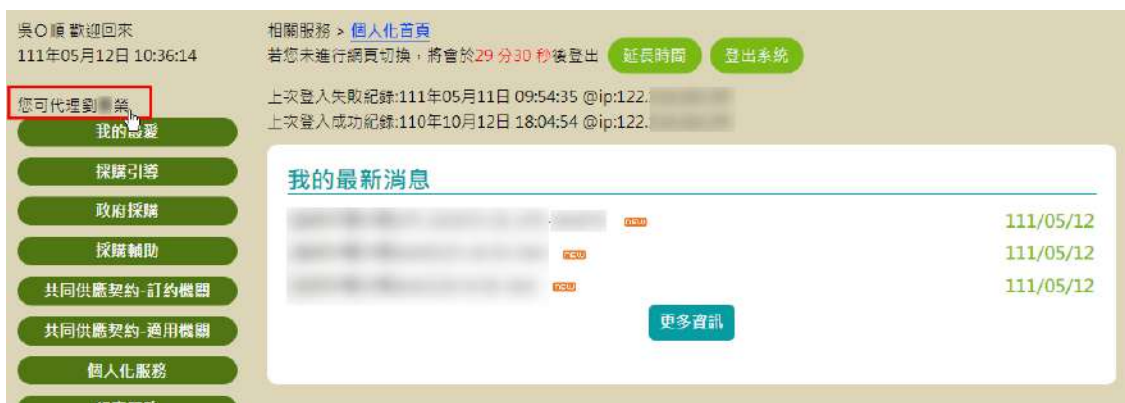 吳○順 歡迎回來
111年05月12日 10:36:14
您可代理劉 榮
我的最愛
採購引導
政府採購
採購輔助
共同供應契約-訂約機關
共同供應契約-適用機關
個人化服務
相關服務 > 個人化首頁
若您未進行網頁切換，將會於29 分30 秒後登出 延長時間 登出系統
上次登入失敗紀錄:111年05月11日 09:54:35 @ip:122.
上次登入成功紀錄:110年10月12日 18:04:54 @ip:122.
我的最新消息
new 111/05/12
new 111/05/12
new 111/05/12
更多資訊